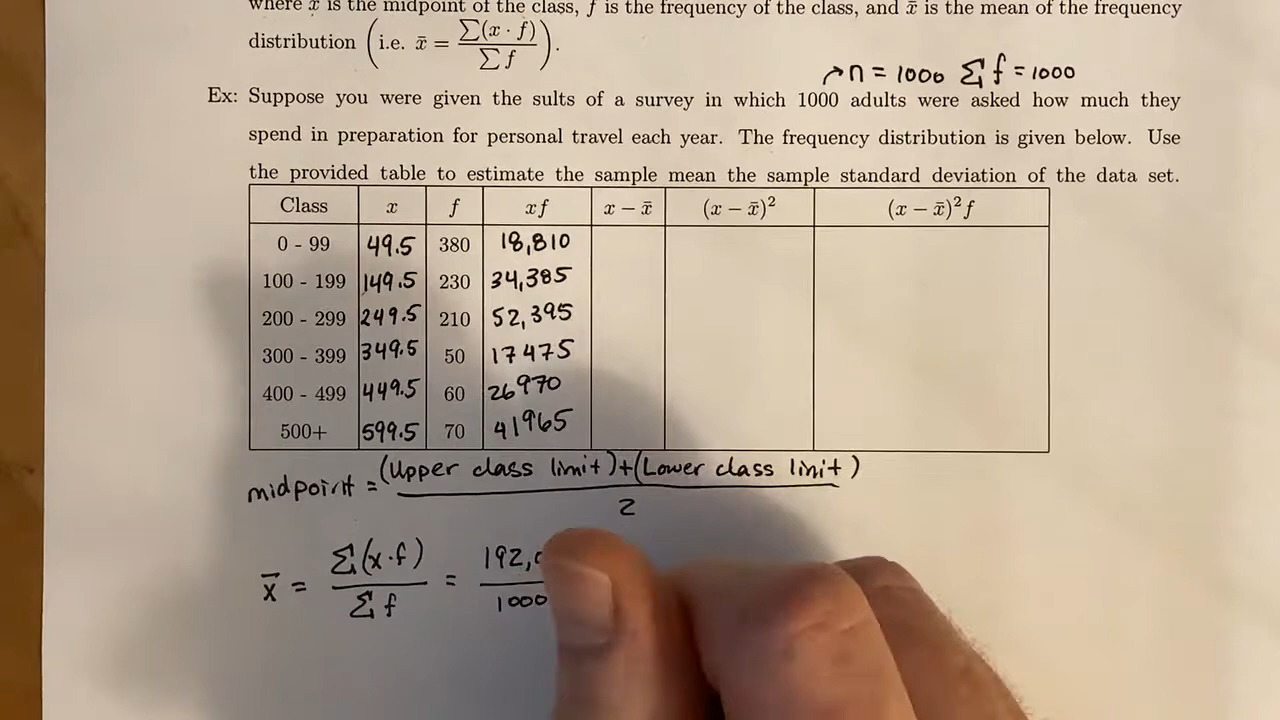 where x is the midpoint of the class, f is the frequency of the class, and x̄ is the mean of the frequency
distribution (i.e. x̄ = Σ(x · f) / Σf).
n = 1000 Σf = 1000
Ex: Suppose you were given the sults of a survey in which 1000 adults were asked how much they
spend in preparation for personal travel each year. The frequency distribution is given below. Use
the provided table to estimate the sample mean the sample standard deviation of the data set.
Class x f xf x − x̄ (x − x̄)² (x − x̄)²f
0 - 99 49.5 380 18,810
100 - 199 149.5 230 34,385
200 - 299 249.5 210 52,395
300 - 399 349.5 50 17475
400 - 499 449.5 60 26970
500+ 599.5 70 41965
midpoint = (Upper class limit)+(Lower class limit) / 2
x̄ = Σ(x·f) / Σf = 192, / 1000